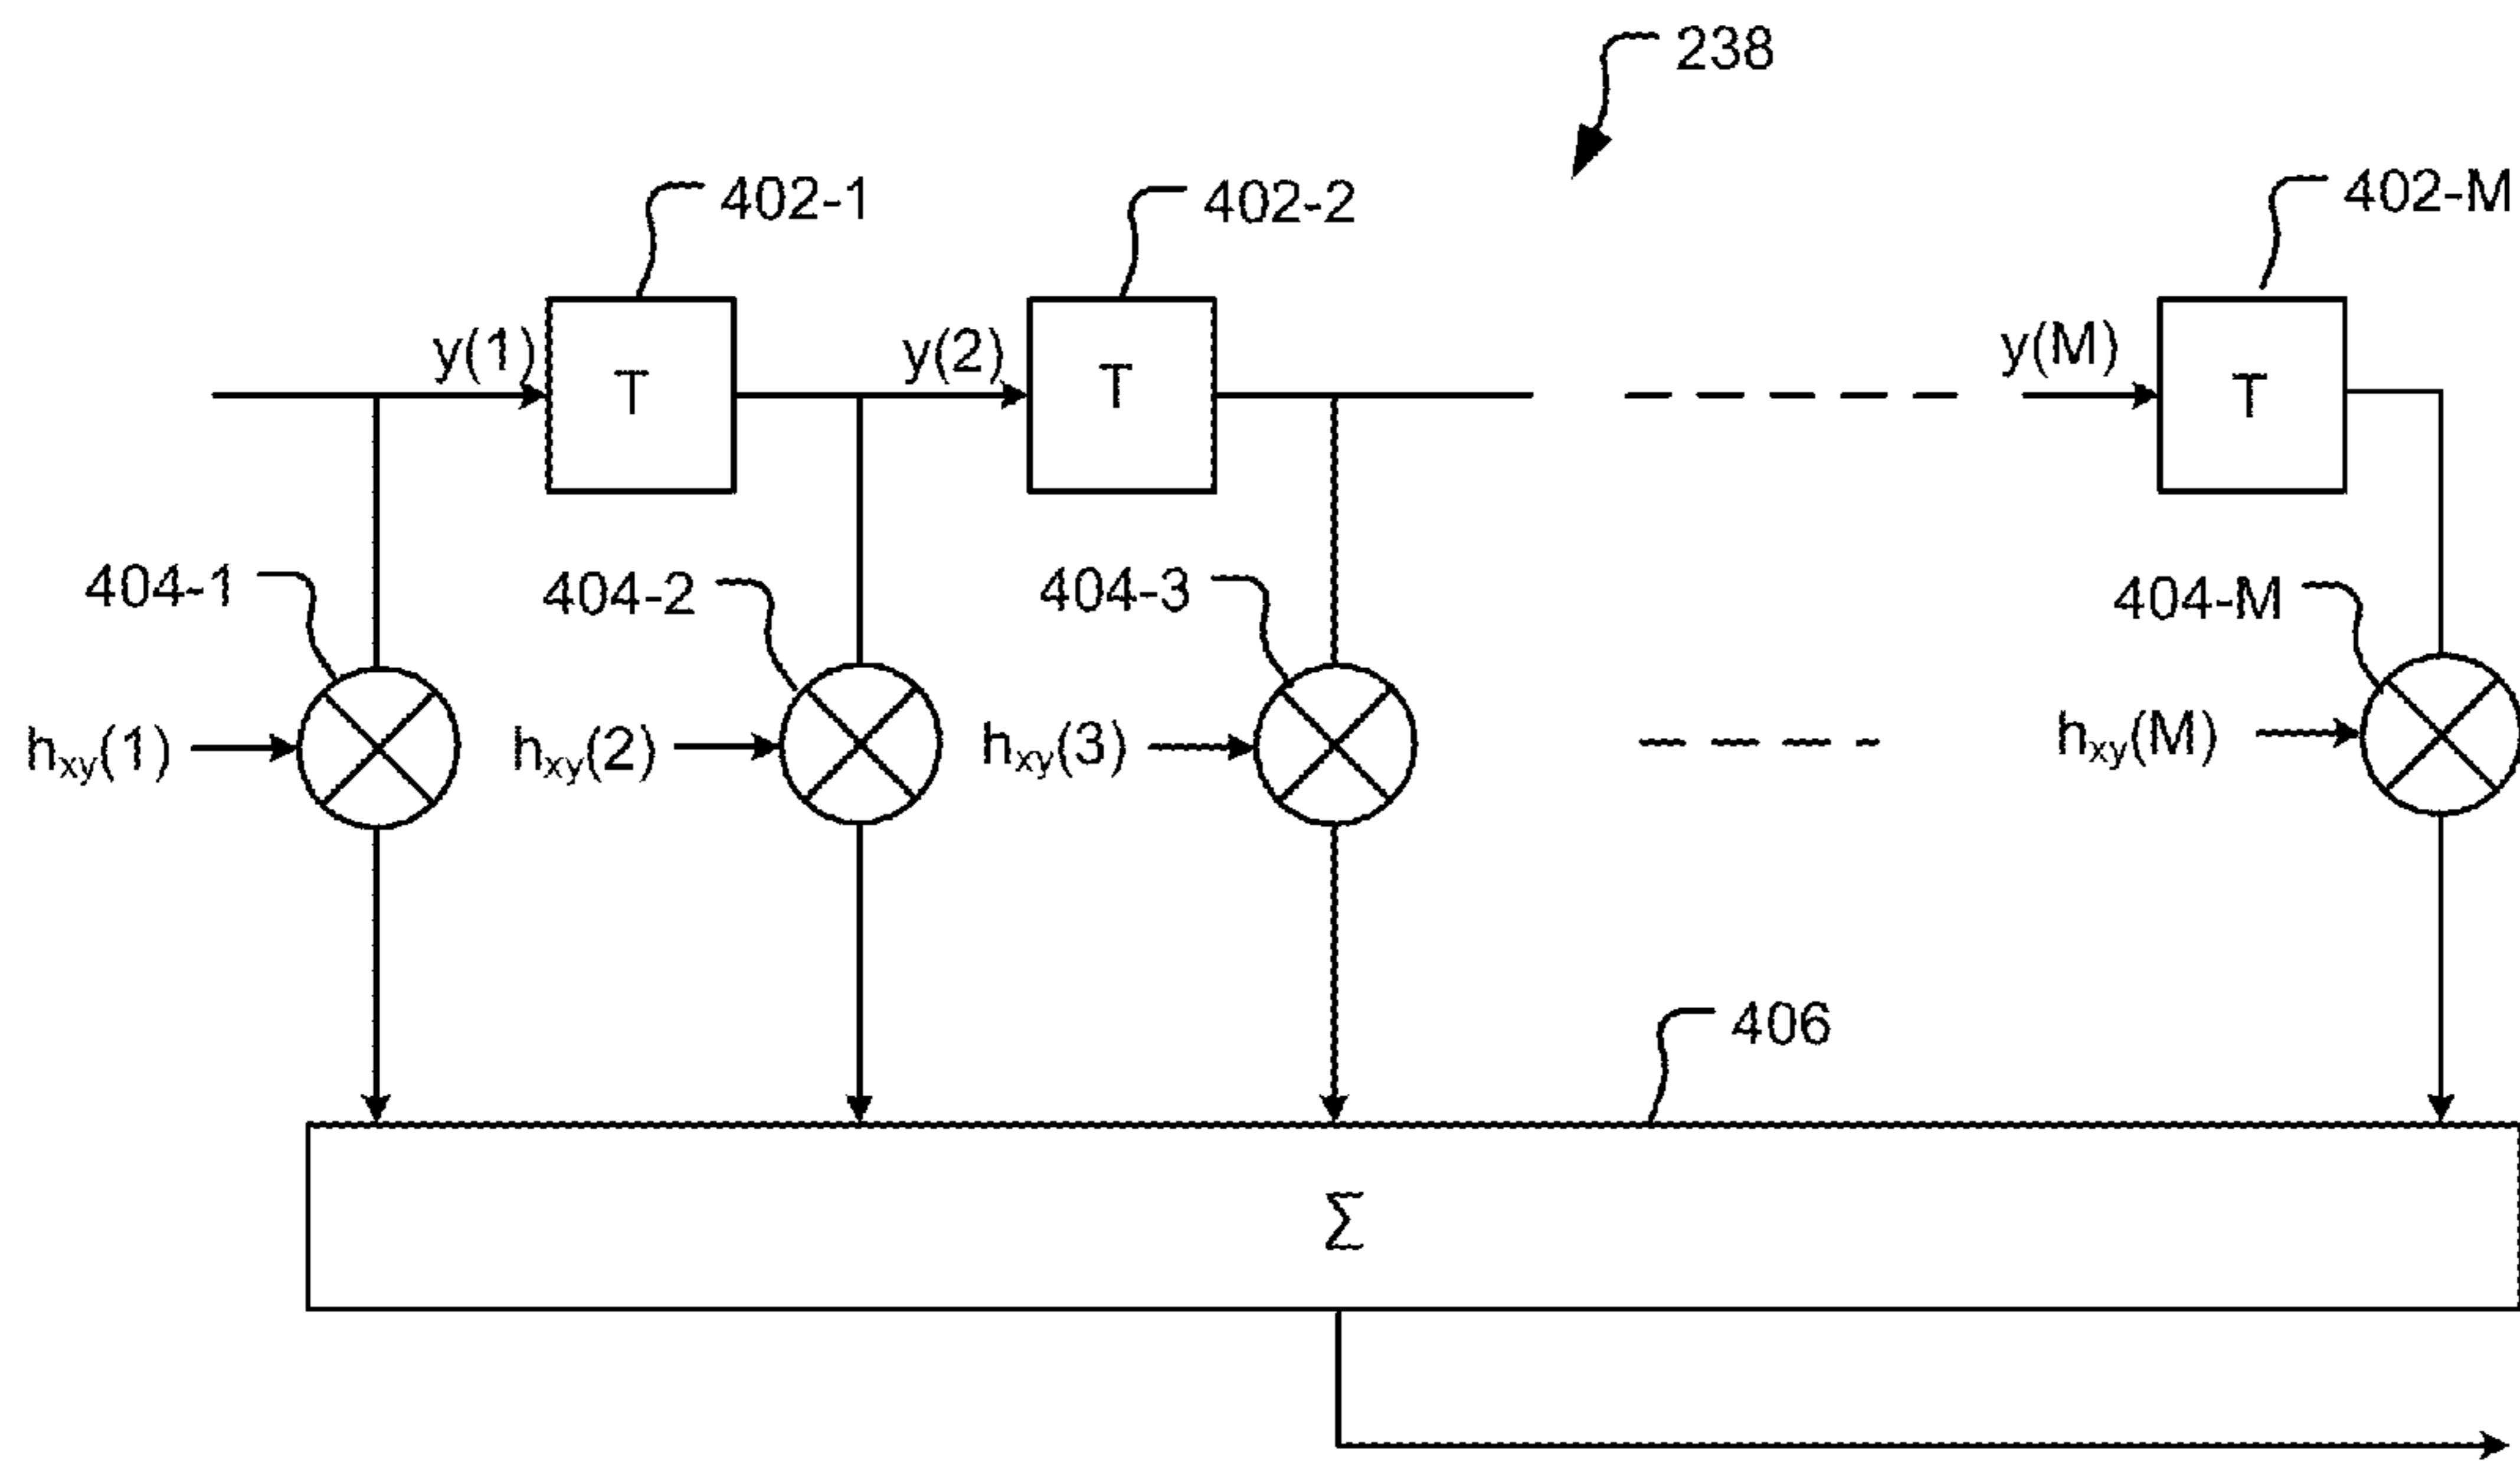 238
402-1
402-2
402-M
y(1)
y(2)
y(M)
T
T
T
404-1
404-2
404-3
404-M
hxy(1)
hxy(2)
hxy(3)
hxy(M)
406
Σ